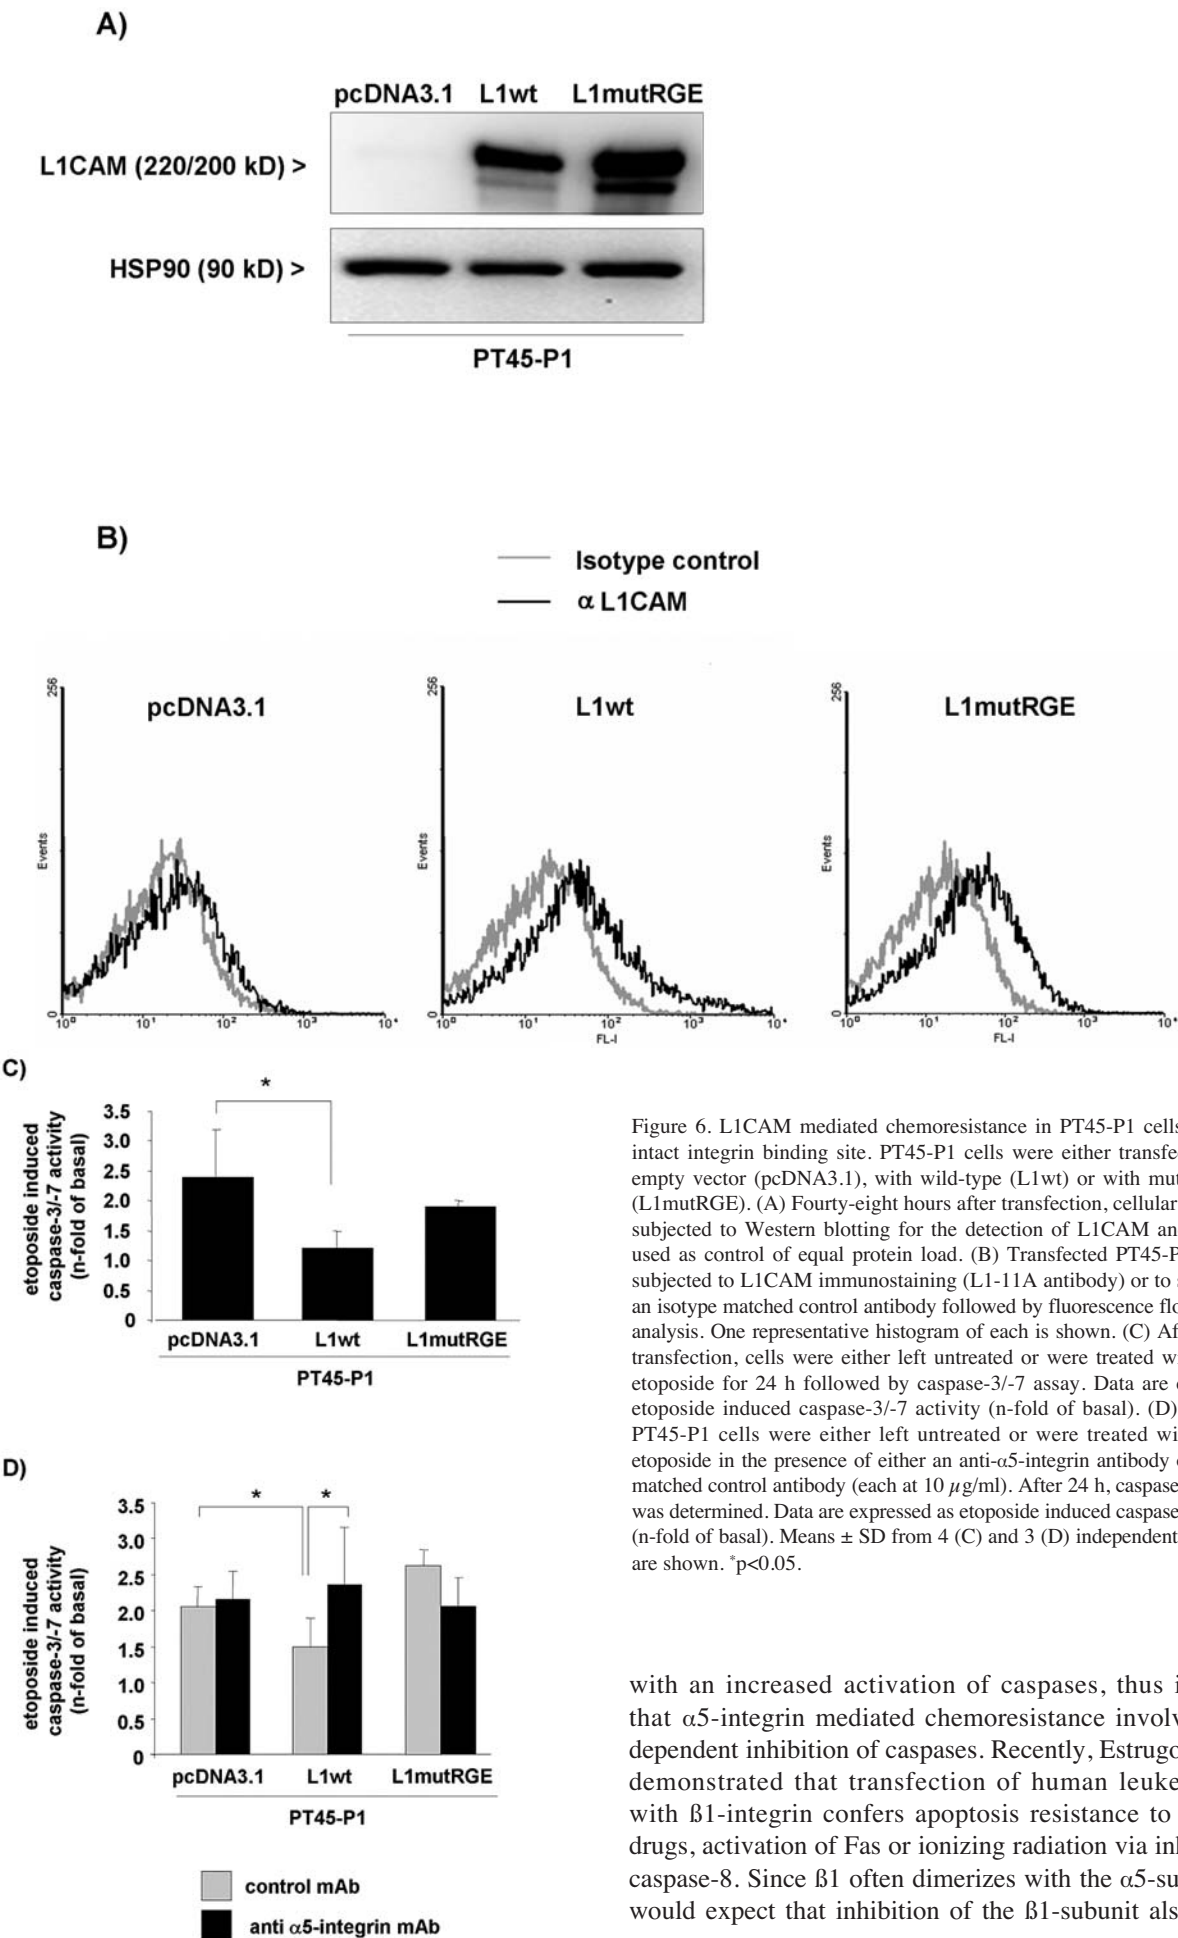 A)
pcDNA3.1 L1wt L1mutRGE
L1CAM (220/200 kD) >
HSP90 (90 kD) >
PT45-P1
B)
Isotype control
α L1CAM
pcDNA3.1
256
Events
0
10⁰ 10¹ 10² 10³ 10⁴
L1wt
256
Events
0
10⁰ 10¹ 10² 10³ 10⁴
FL-I
L1mutRGE
256
Events
0
10⁰ 10¹ 10² 10³ 10⁴
FL-I
C)
etoposide induced
caspase-3/-7 activity
(n-fold of basal)
3.5
3.0
2.5
2.0
1.5
1.0
0.5
0
*
pcDNA3.1 L1wt L1mutRGE
PT45-P1
D)
etoposide induced
caspase-3/-7 activity
(n-fold of basal)
3.5
3.0
2.5
2.0
1.5
1.0
0.5
0
* *
pcDNA3.1 L1wt L1mutRGE
PT45-P1
control mAb
anti α5-integrin mAb
Figure 6. L1CAM mediated chemoresistance in PT45-P1 cells
intact integrin binding site. PT45-P1 cells were either transfe
empty vector (pcDNA3.1), with wild-type (L1wt) or with mut
(L1mutRGE). (A) Fourty-eight hours after transfection, cellular
subjected to Western blotting for the detection of L1CAM an
used as control of equal protein load. (B) Transfected PT45-P
subjected to L1CAM immunostaining (L1-11A antibody) or to s
an isotype matched control antibody followed by fluorescence flo
analysis. One representative histogram of each is shown. (C) Af
transfection, cells were either left untreated or were treated w
etoposide for 24 h followed by caspase-3/-7 assay. Data are
etoposide induced caspase-3/-7 activity (n-fold of basal). (D)
PT45-P1 cells were either left untreated or were treated wi
etoposide in the presence of either an anti-α5-integrin antibody
matched control antibody (each at 10 µg/ml). After 24 h, caspase
was determined. Data are expressed as etoposide induced caspase
(n-fold of basal). Means ± SD from 4 (C) and 3 (D) independent
are shown. *p<0.05.
with an increased activation of caspases, thus i
that α5-integrin mediated chemoresistance involv
dependent inhibition of caspases. Recently, Estrugo
demonstrated that transfection of human leuke
with ß1-integrin confers apoptosis resistance to
drugs, activation of Fas or ionizing radiation via inl
caspase-8. Since ß1 often dimerizes with the α5-su
would expect that inhibition of the ß1-subunit als